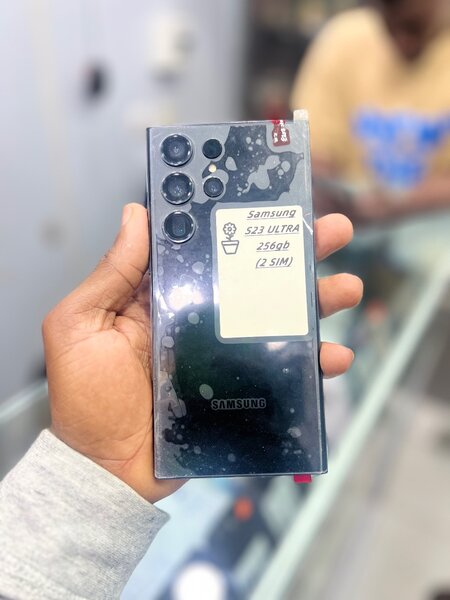 Samsung
S23 ULTRA
256gb
(2 SIM)
SAMSUNG